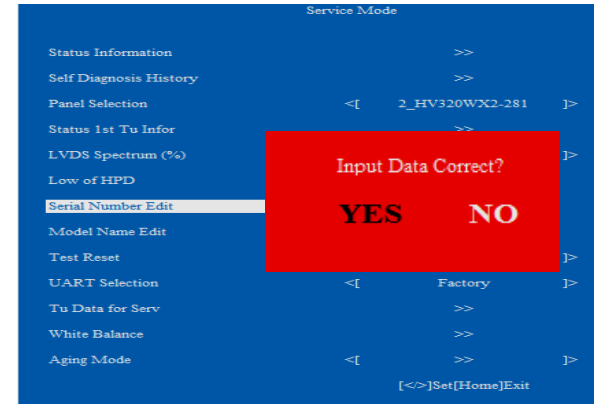 Service Mode
Status Information >>
Self Diagnosis History >>
Panel Selection <[ 2_HV320WX2-281 ]>
Status 1st Tu Infor >>
LVDS Spectrum (%) ]>
Input Data Correct?
Low of HPD
Serial Number Edit
YES NO
Model Name Edit
Test Reset ]>
UART Selection <[ Factory ]>
Tu Data for Serv >>
White Balance >>
Aging Mode <[ >> ]>
[</>]Set[Home]Exit